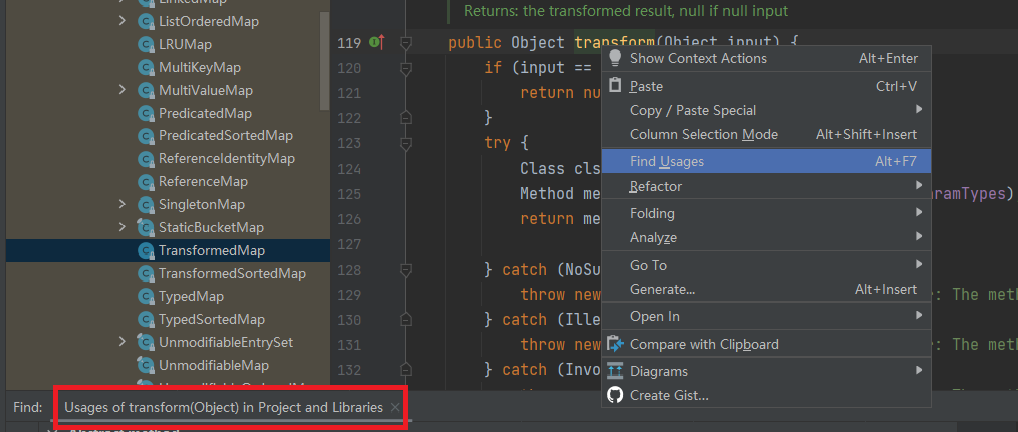 LinkedMap
ListOrderedMap
LRUMap
MultiKeyMap
MultiValueMap
PredicatedMap
PredicatedSortedMap
ReferenceIdentityMap
ReferenceMap
SingletonMap
StaticBucketMap
TransformedMap
TransformedSortedMap
TypedMap
TypedSortedMap
UnmodifiableEntrySet
UnmodifiableMap
Returns: the transformed result, null if null input
119 public Object transform(Object input) {
120 if (input ==
121 return nu
122 }
123 try {
124 Class cls
125 Method me aramTypes)
126 return me
127
128 } catch (NoSu
129 throw new : The meth
130 } catch (Ille
131 throw new : The meth
132 } catch (Invo
Show Context Actions Alt+Enter
Paste Ctrl+V
Copy / Paste Special
Column Selection Mode Alt+Shift+Insert
Find Usages Alt+F7
Refactor
Folding
Analyze
Go To
Generate... Alt+Insert
Open In
Compare with Clipboard
Diagrams
Create Gist...
Find: Usages of transform(Object) in Project and Libraries ×
Abstract method